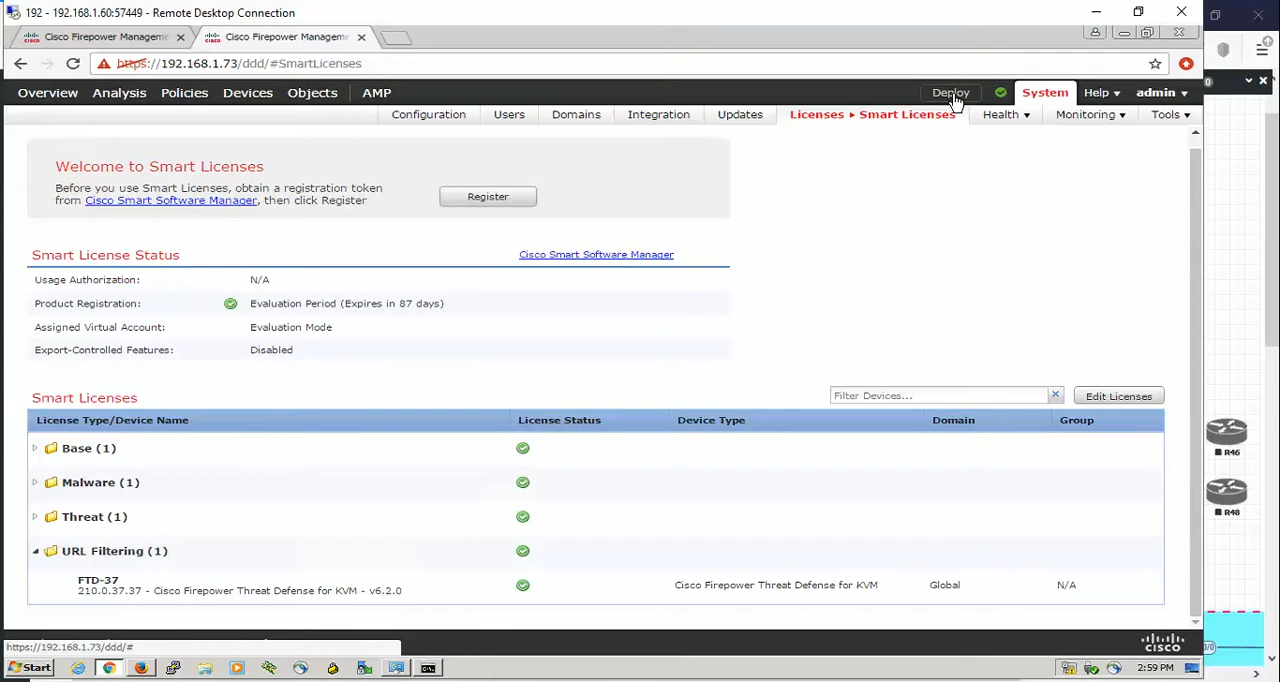 192 - 192.168.1.60:57449 - Remote Desktop Connection
Cisco Firepower Manageme
Cisco Firepower Manageme
https://192.168.1.73/ddd/#SmartLicenses
Overview Analysis Policies Devices Objects AMP Deploy System Help admin
Configuration Users Domains Integration Updates Licenses ▸ Smart Licenses Health Monitoring Tools
Welcome to Smart Licenses
Before you use Smart Licenses, obtain a registration token
from Cisco Smart Software Manager, then click Register
Register
Smart License Status
Cisco Smart Software Manager
Usage Authorization: N/A
Product Registration: Evaluation Period (Expires in 87 days)
Assigned Virtual Account: Evaluation Mode
Export-Controlled Features: Disabled
Smart Licenses
Filter Devices...
Edit Licenses
License Type/Device Name License Status Device Type Domain Group
Base (1)
Malware (1)
Threat (1)
URL Filtering (1)
FTD-37
210.0.37.37 - Cisco Firepower Threat Defense for KVM - v6.2.0
Cisco Firepower Threat Defense for KVM Global N/A
R46
R48
https://192.168.1.73/ddd/#
cisco
Start
2:59 PM